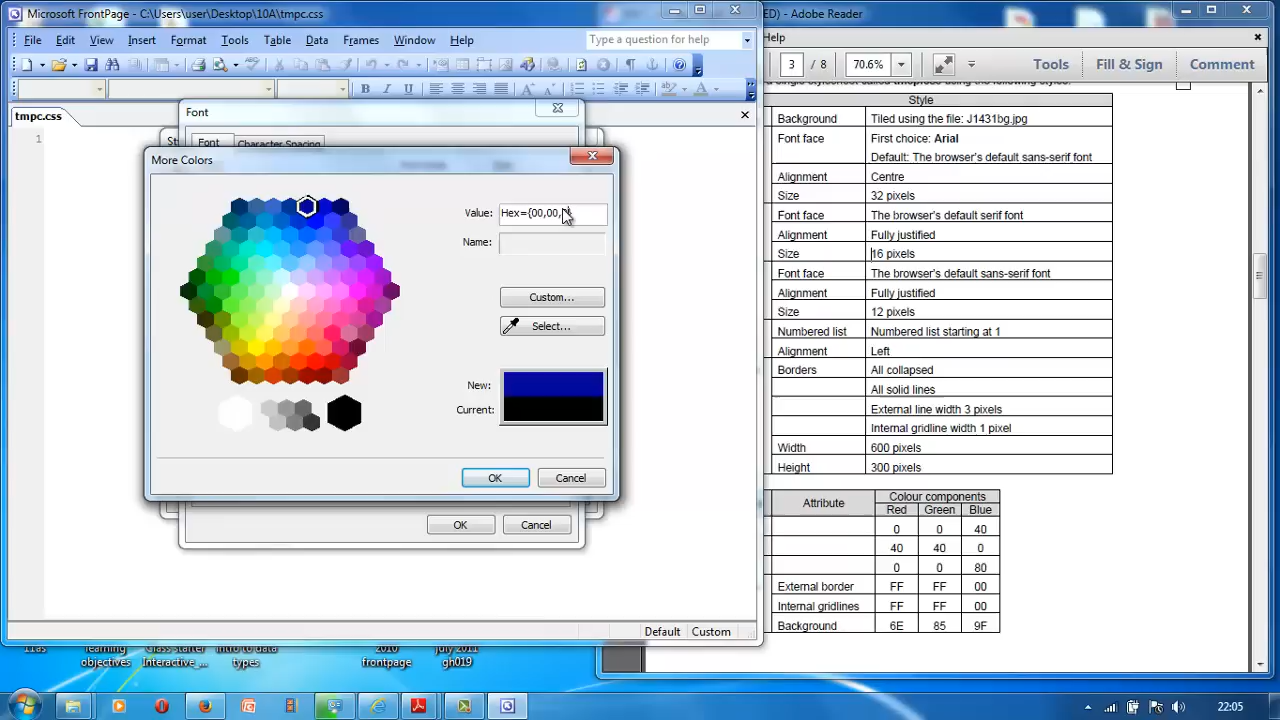 Microsoft FrontPage - C:\Users\user\Desktop\10A\tmpc.css
File Edit View Insert Format Tools Table Data Frames Window Help
Type a question for help
tmpc.css
1
Font
Font Character Spacing
More Colors
Value: Hex={00,00,
Name:
Custom...
Select...
New:
Current:
OK Cancel
OK Cancel
Default Custom
ED) - Adobe Reader
Help
3 / 8 70.6% Tools Fill & Sign Comment
Style
Background Tiled using the file: J1431bg.jpg
Font face First choice: Arial
Default: The browser's default sans-serif font
Alignment Centre
Size 32 pixels
Font face The browser's default serif font
Alignment Fully justified
Size 16 pixels
Font face The browser's default sans-serif font
Alignment Fully justified
Size 12 pixels
Numbered list Numbered list starting at 1
Alignment Left
Borders All collapsed
All solid lines
External line width 3 pixels
Internal gridline width 1 pixel
Width 600 pixels
Height 300 pixels
Attribute Colour components
Red Green Blue
0 0 40
40 40 0
0 0 80
External border FF FF 00
Internal gridlines FF FF 00
Background 6E 85 9F
11as
learning objectives
Glass starter Interactive_...
intro to data types
2010 frontpage
july 2011 gh019
22:05